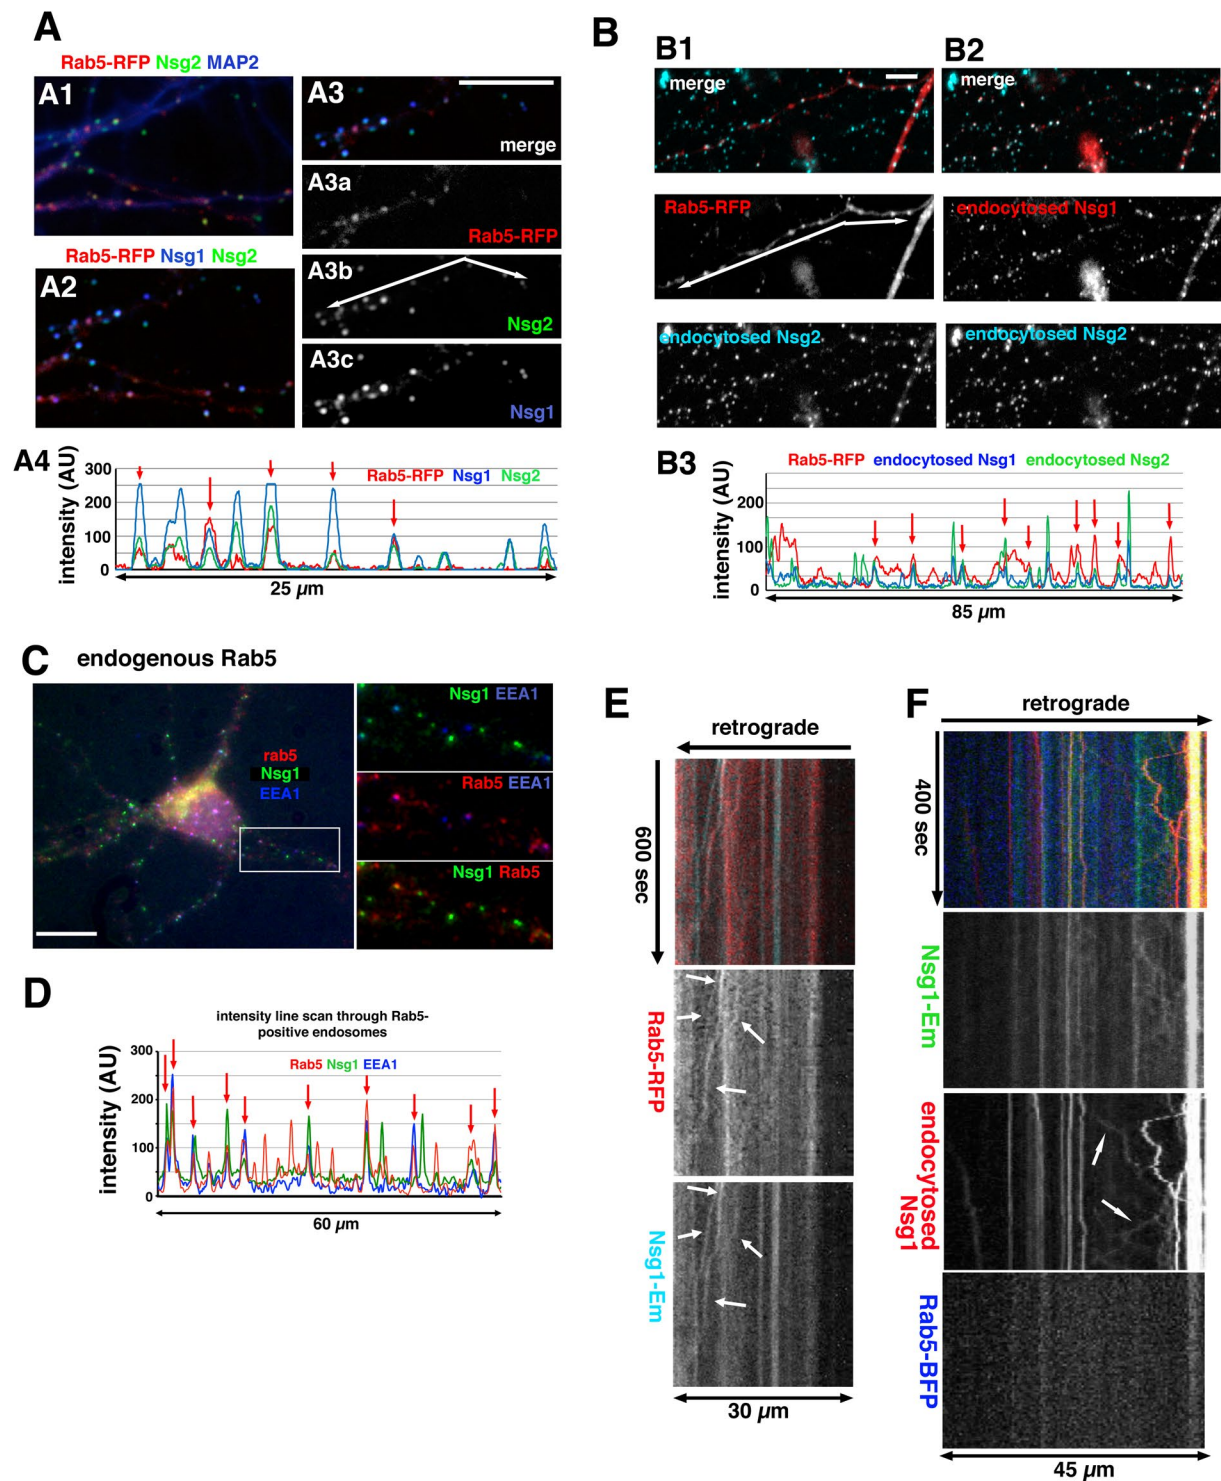 A
Rab5-RFP Nsg2 MAP2
A1
A3
merge
A3a
Rab5-RFP
Rab5-RFP Nsg1 Nsg2
A2
A3b
Nsg2
A3c
Nsg1
A4
intensity (AU)
300
200
100
0
Rab5-RFP Nsg1 Nsg2
25 µm
B
B1
B2
merge
merge
Rab5-RFP
endocytosed Nsg1
endocytosed Nsg2
endocytosed Nsg2
B3
Rab5-RFP endocytosed Nsg1 endocytosed Nsg2
intensity (AU)
200
100
0
85 µm
C endogenous Rab5
rab5
Nsg1
EEA1
Nsg1 EEA1
Rab5 EEA1
Nsg1 Rab5
D
intensity line scan through Rab5-
positive endosomes
Rab5 Nsg1 EEA1
intensity (AU)
300
200
100
0
60 µm
E
retrograde
600 sec
Rab5-RFP
Nsg1-Em
30 µm
F
retrograde
400 sec
Nsg1-Em
endocytosed
Nsg1
Rab5-BFP
45 µm